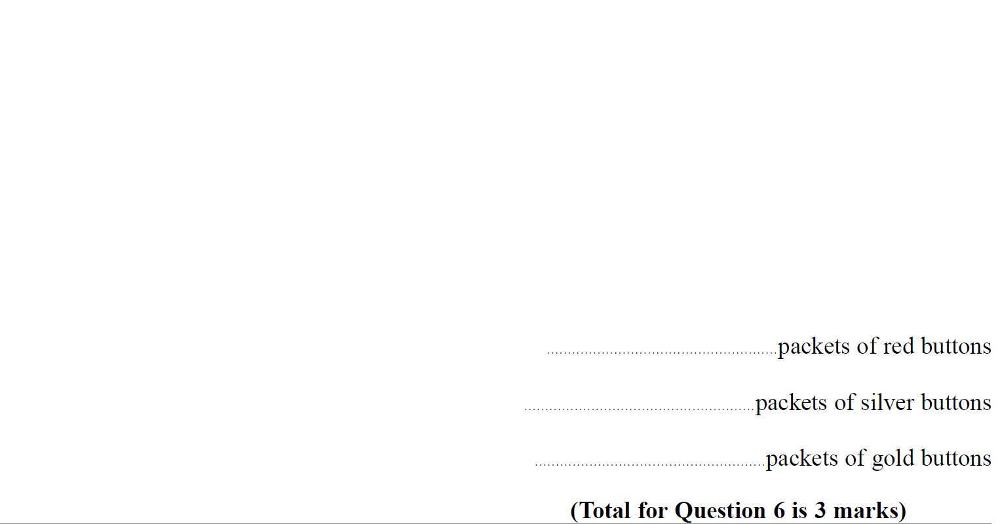 ......................................................packets of red buttons
......................................................packets of silver buttons
......................................................packets of gold buttons
(Total for Question 6 is 3 marks)